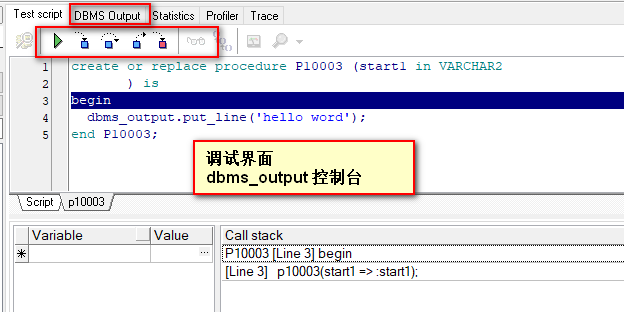 Test script DBMS Output Statistics Profiler Trace
1 create or replace procedure P10003 (start1 in VARCHAR2
2 ) is
3 begin
4 dbms_output.put_line('hello word');
5 end P10003;
调试界面
dbms_output 控制台
Script p10003
Variable Value Call stack
P10003 [Line 3] begin
[Line 3] p10003(start1 => :start1);